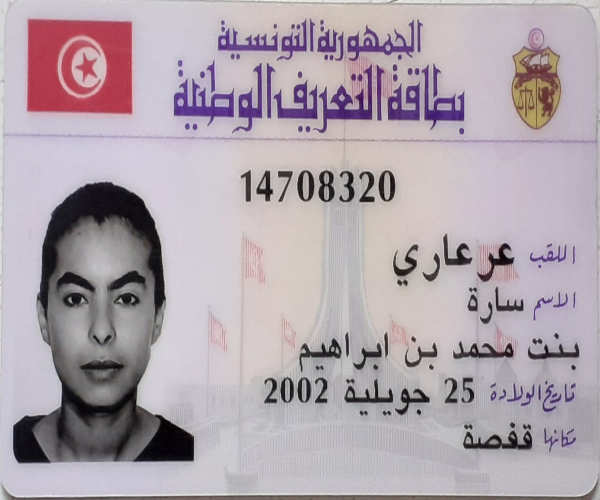 الجمهورية التونسية
بطاقة التعريف الوطنية
14708320
اللقب عرعاري
الاسم سارة
بنت محمد بن ابراهيم
تاريخ الولادة 25 جويلية 2002
مكانها قفصة